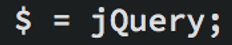 $ = jQuery;